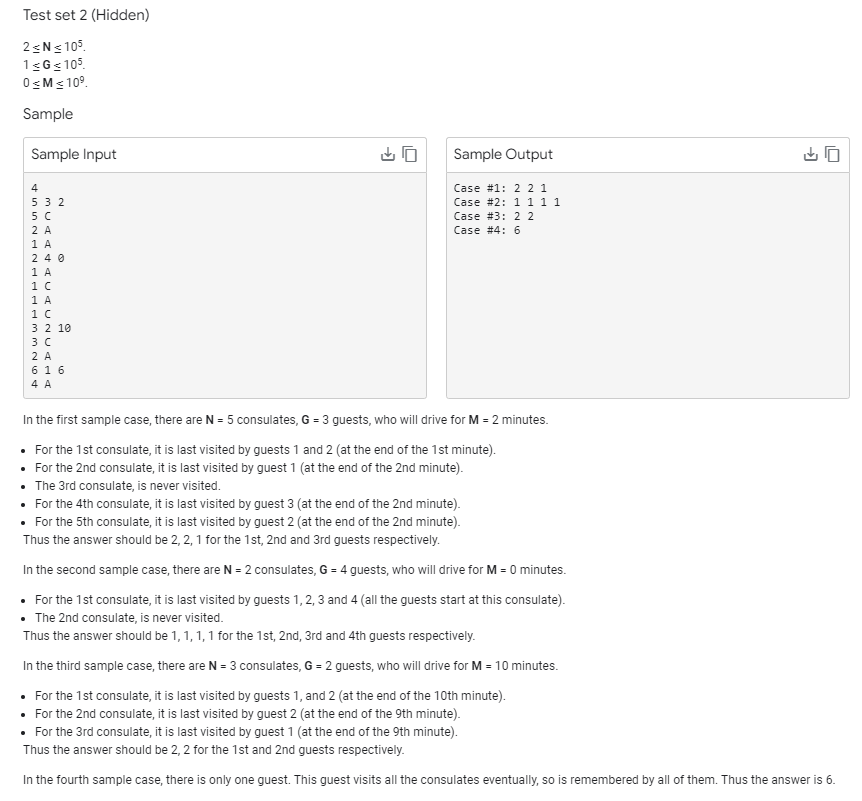 Test set 2 (Hidden)
2 ≤ N ≤ 10⁵.
1 ≤ G ≤ 10⁵.
0 ≤ M ≤ 10⁹.
Sample
Sample Input
4
5 3 2
5 C
2 A
1 A
2 4 0
1 A
1 C
1 A
1 C
3 2 10
3 C
2 A
6 1 6
4 A
Sample Output
Case #1: 2 2 1
Case #2: 1 1 1 1
Case #3: 2 2
Case #4: 6
In the first sample case, there are N = 5 consulates, G = 3 guests, who will drive for M = 2 minutes.
• For the 1st consulate, it is last visited by guests 1 and 2 (at the end of the 1st minute).
• For the 2nd consulate, it is last visited by guest 1 (at the end of the 2nd minute).
• The 3rd consulate, is never visited.
• For the 4th consulate, it is last visited by guest 3 (at the end of the 2nd minute).
• For the 5th consulate, it is last visited by guest 2 (at the end of the 2nd minute).
Thus the answer should be 2, 2, 1 for the 1st, 2nd and 3rd guests respectively.
In the second sample case, there are N = 2 consulates, G = 4 guests, who will drive for M = 0 minutes.
• For the 1st consulate, it is last visited by guests 1, 2, 3 and 4 (all the guests start at this consulate).
• The 2nd consulate, is never visited.
Thus the answer should be 1, 1, 1, 1 for the 1st, 2nd, 3rd and 4th guests respectively.
In the third sample case, there are N = 3 consulates, G = 2 guests, who will drive for M = 10 minutes.
• For the 1st consulate, it is last visited by guests 1, and 2 (at the end of the 10th minute).
• For the 2nd consulate, it is last visited by guest 2 (at the end of the 9th minute).
• For the 3rd consulate, it is last visited by guest 1 (at the end of the 9th minute).
Thus the answer should be 2, 2 for the 1st and 2nd guests respectively.
In the fourth sample case, there is only one guest. This guest visits all the consulates eventually, so is remembered by all of them. Thus the answer is 6.